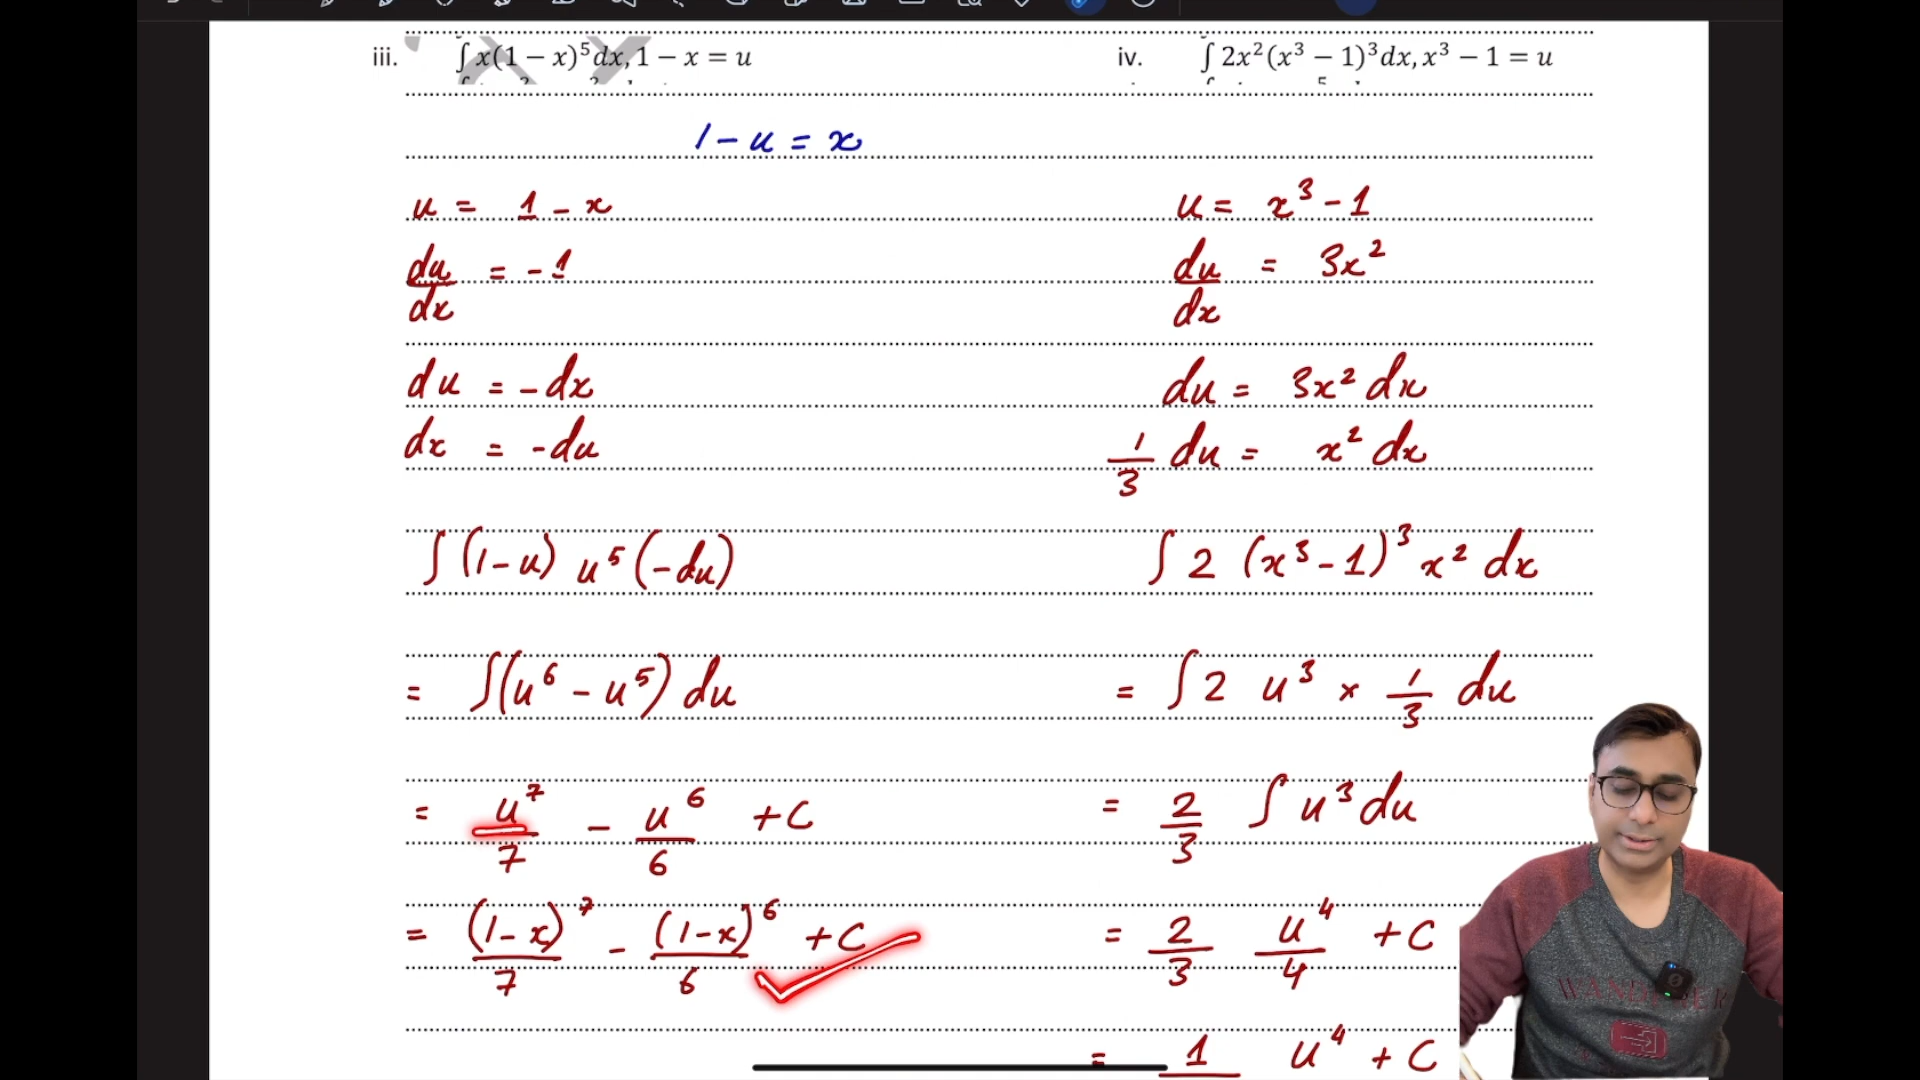 iii. ∫ x(1 − x)⁵dx, 1 − x = u
1 - u = x
u = 1 - x
du/dx = -1
du = -dx
dx = -du
∫ (1-u) u⁵ (-du)
= ∫(u⁶ - u⁵) du
= u⁷/7 - u⁶/6 + C
= (1-x)⁷/7 - (1-x)⁶/6 + C
iv. ∫ 2x²(x³ − 1)³dx, x³ − 1 = u
u = x³ - 1
du/dx = 3x²
du = 3x² dx
1/3 du = x² dx
∫ 2 (x³-1)³ x² dx
= ∫ 2 u³ × 1/3 du
= 2/3 ∫ u³ du
= 2/3 u⁴/4 + C
= 1 u⁴ + C